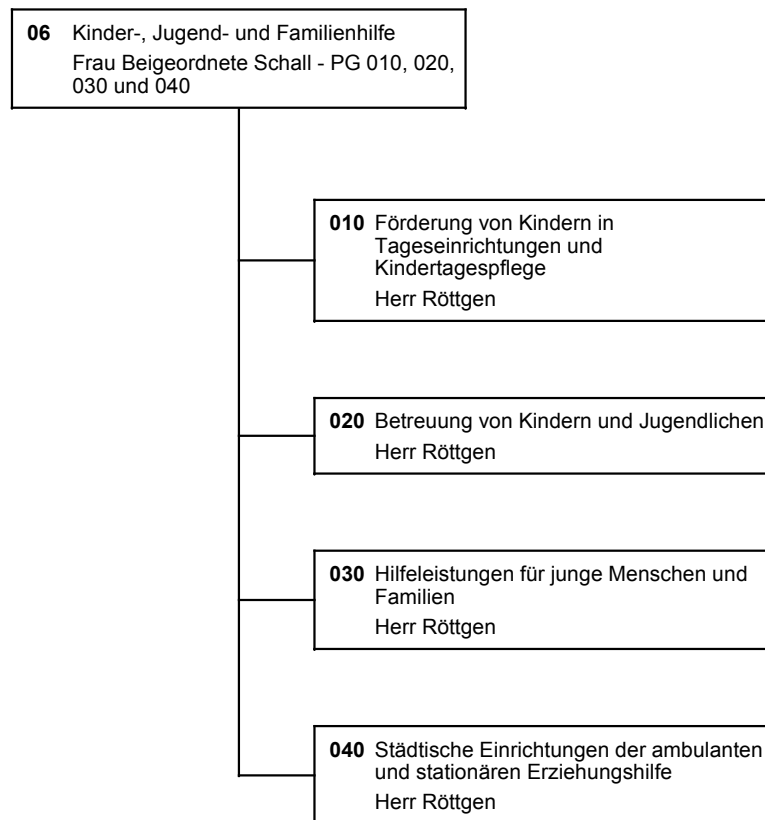 06 Kinder-, Jugend- und Familienhilfe
Frau Beigeordnete Schall - PG 010, 020,
030 und 040
010 Förderung von Kindern in
Tageseinrichtungen und
Kindertagespflege
Herr Röttgen
020 Betreuung von Kindern und Jugendlichen
Herr Röttgen
030 Hilfeleistungen für junge Menschen und
Familien
Herr Röttgen
040 Städtische Einrichtungen der ambulanten
und stationären Erziehungshilfe
Herr Röttgen